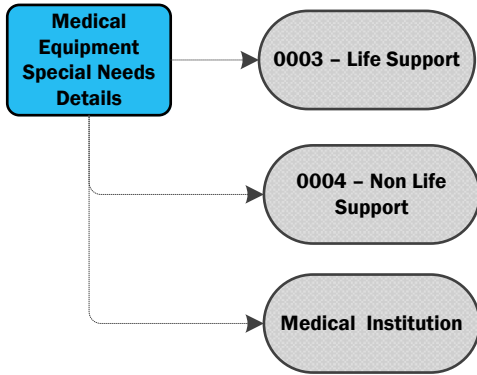 Medical
Equipment
Special Needs
Details
0003 – Life Support
0004 – Non Life
Support
Medical Institution